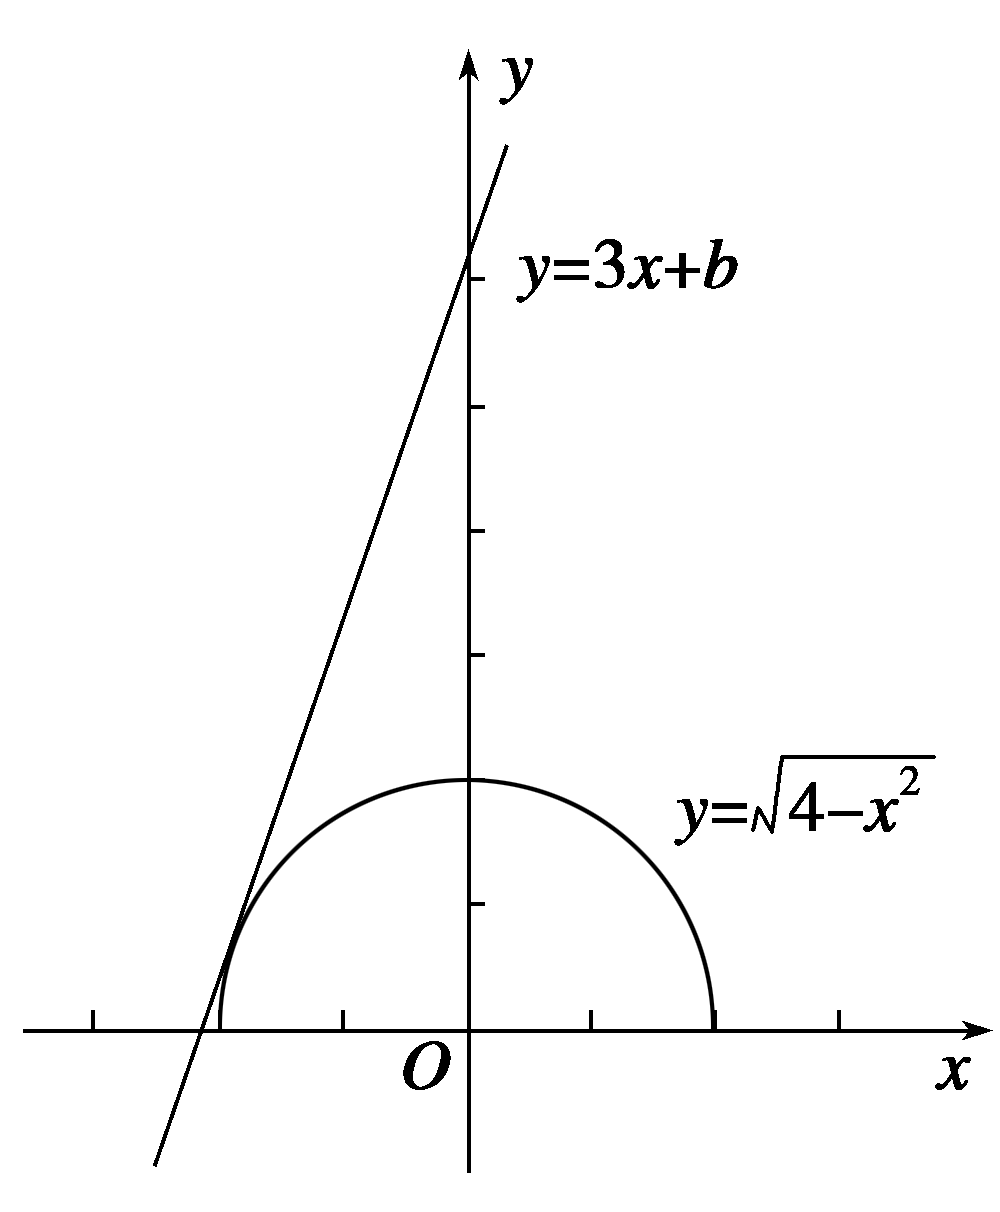 y
y=3x+b
y=√4−x²
O
x